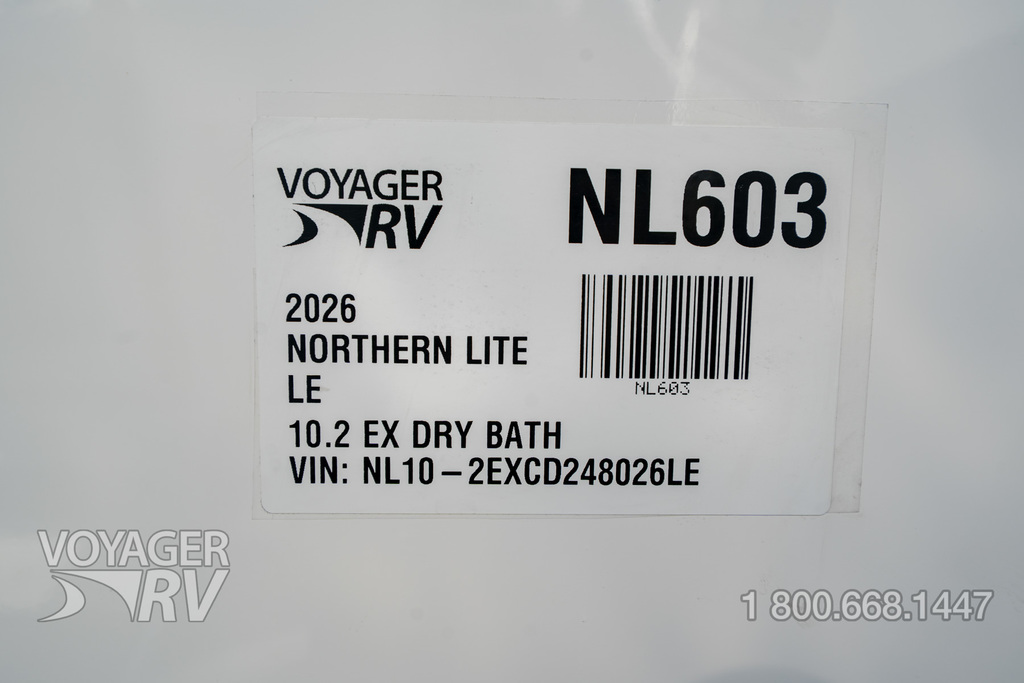 VOYAGER
RV
NL603
2026
NORTHERN LITE
LE
10.2 EX DRY BATH
VIN: NL10-2EXCD248026LE
NL603
VOYAGER
RV
1 800.668.1447